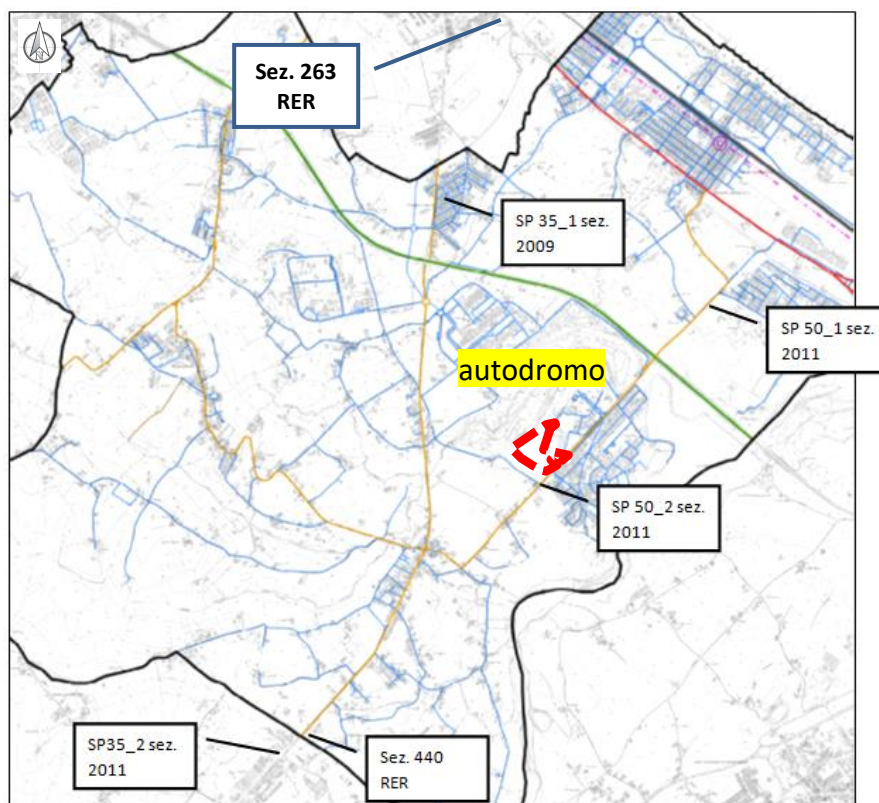 Sez. 263
RER
SP 35_1 sez.
2009
SP 50_1 sez.
2011
autodromo
SP 50_2 sez.
2011
SP35_2 sez.
2011
Sez. 440
RER